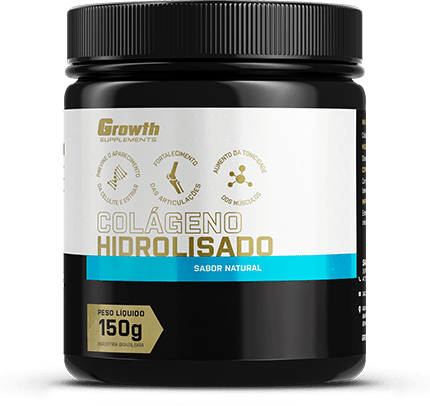 Growth
SUPPLEMENTS
PREVINE O APARECIMENTO
DA CELULITE E ESTRIAS
FORTALECIMENTO
DAS ARTICULAÇÕES
AUMENTO DA TONICIDADE
DOS MÚSCULOS
COLÁGENO
HIDROLISADO
SABOR NATURAL
PESO LÍQUIDO
150g
INDÚSTRIA BRASILEIRA